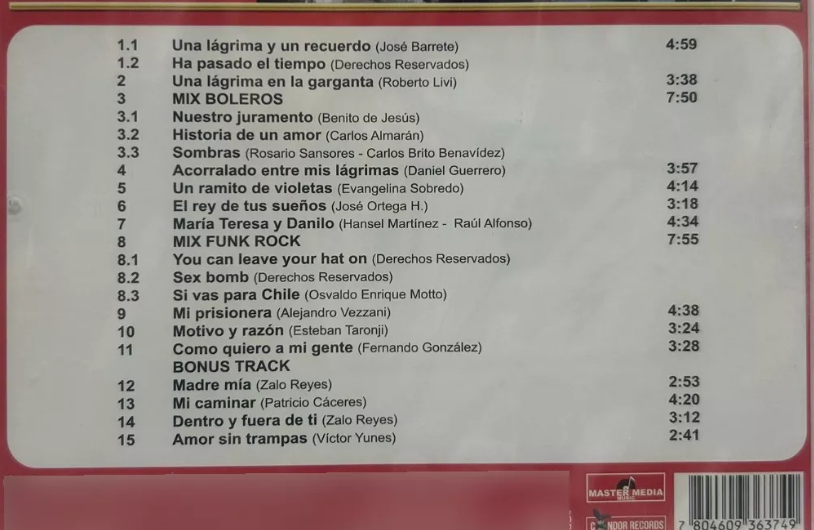 1.1 Una lágrima y un recuerdo (José Barrete) 4:59
1.2 Ha pasado el tiempo (Derechos Reservados)
2 Una lágrima en la garganta (Roberto Livi) 3:38
3 MIX BOLEROS 7:50
3.1 Nuestro juramento (Benito de Jesús)
3.2 Historia de un amor (Carlos Almarán)
3.3 Sombras (Rosario Sansores - Carlos Brito Benavídez)
4 Acorralado entre mis lágrimas (Daniel Guerrero) 3:57
5 Un ramito de violetas (Evangelina Sobredo) 4:14
6 El rey de tus sueños (José Ortega H.) 3:18
7 María Teresa y Danilo (Hansel Martínez - Raúl Alfonso) 4:34
8 MIX FUNK ROCK 7:55
8.1 You can leave your hat on (Derechos Reservados)
8.2 Sex bomb (Derechos Reservados)
8.3 Si vas para Chile (Osvaldo Enrique Motto)
9 Mi prisionera (Alejandro Vezzani) 4:38
10 Motivo y razón (Esteban Taronji) 3:24
11 Como quiero a mi gente (Fernando González) 3:28
BONUS TRACK
12 Madre mía (Zalo Reyes) 2:53
13 Mi caminar (Patricio Cáceres) 4:20
14 Dentro y fuera de ti (Zalo Reyes) 3:12
15 Amor sin trampas (Víctor Yunes) 2:41
MASTER MEDIA
MUSIC
RECORDS
7 804609 363749